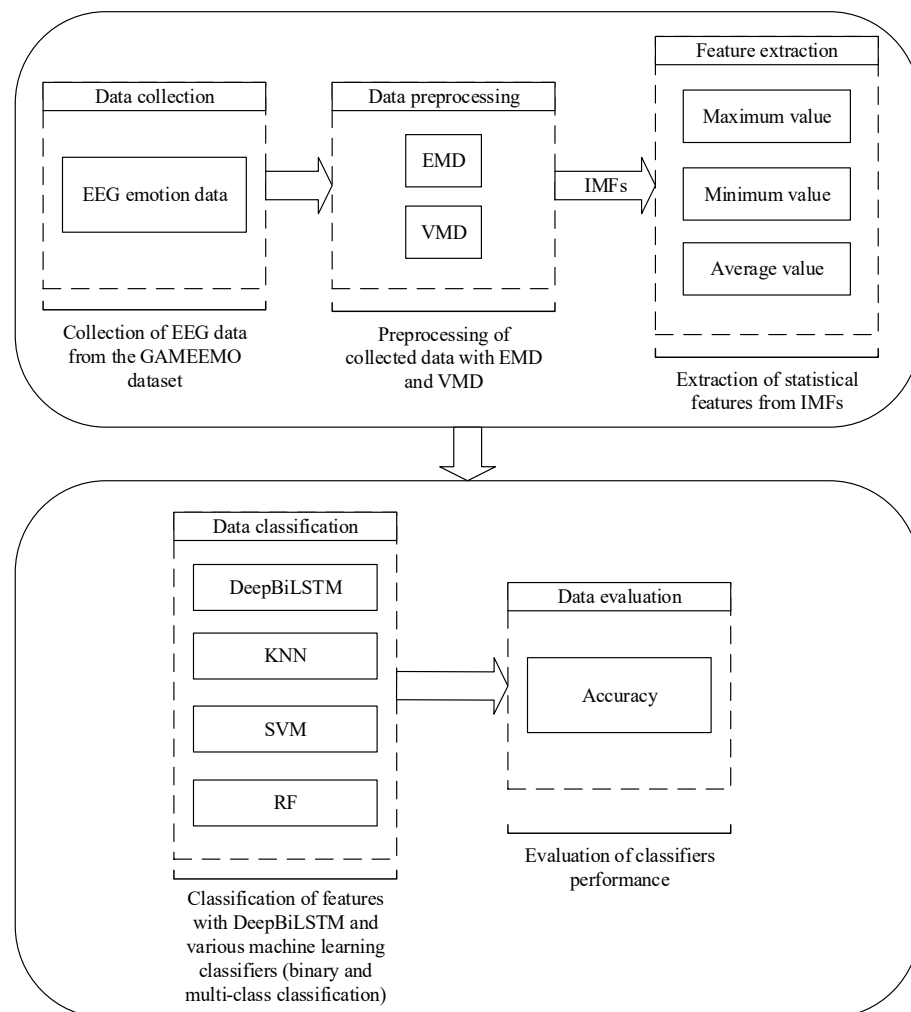 Data collection
EEG emotion data
Collection of EEG data
from the GAMEEMO
dataset
Data preprocessing
EMD
VMD
Preprocessing of
collected data with EMD
and VMD
IMFs
Feature extraction
Maximum value
Minimum value
Average value
Extraction of statistical
features from IMFs
Data classification
DeepBiLSTM
KNN
SVM
RF
Classification of features
with DeepBiLSTM and
various machine learning
classifiers (binary and
multi-class classification)
Data evaluation
Accuracy
Evaluation of classifiers
performance